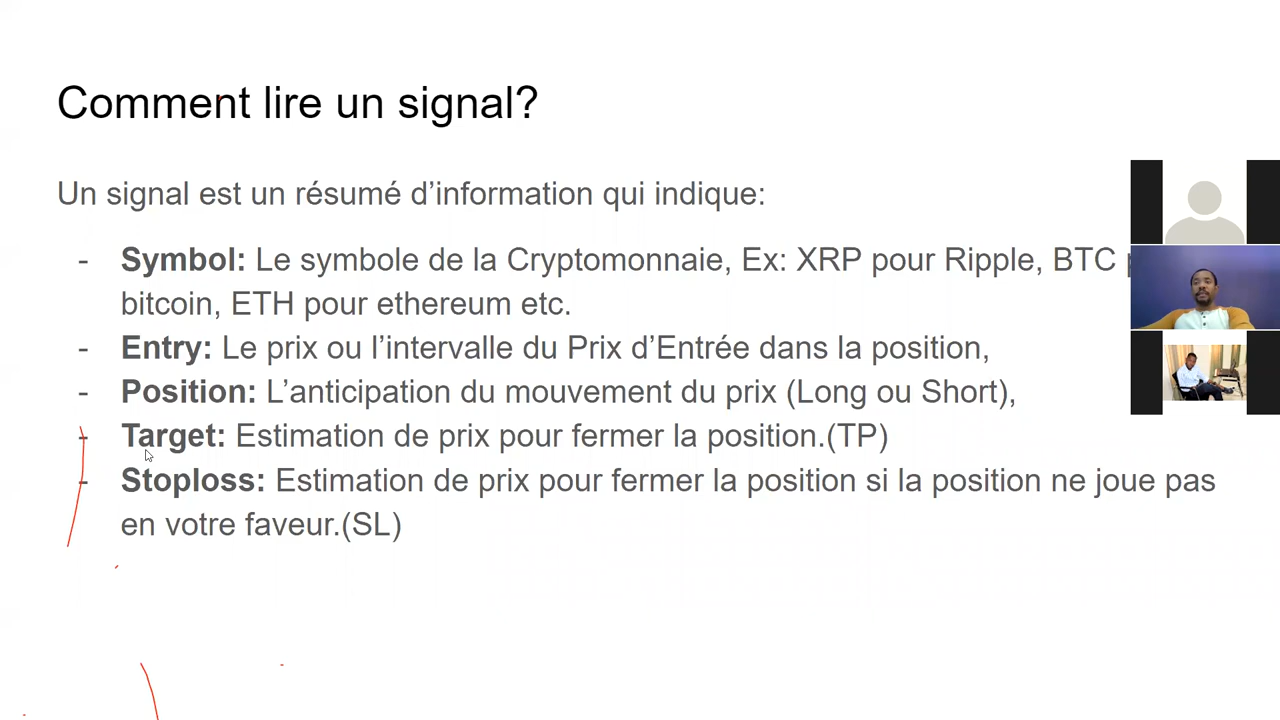 Comment lire un signal?
Un signal est un résumé d’information qui indique:
- Symbol: Le symbole de la Cryptomonnaie, Ex: XRP pour Ripple, BTC
bitcoin, ETH pour ethereum etc.
- Entry: Le prix ou l’intervalle du Prix d’Entrée dans la position,
- Position: L’anticipation du mouvement du prix (Long ou Short),
- Target: Estimation de prix pour fermer la position.(TP)
- Stoploss: Estimation de prix pour fermer la position si la position ne joue pas
en votre faveur.(SL)